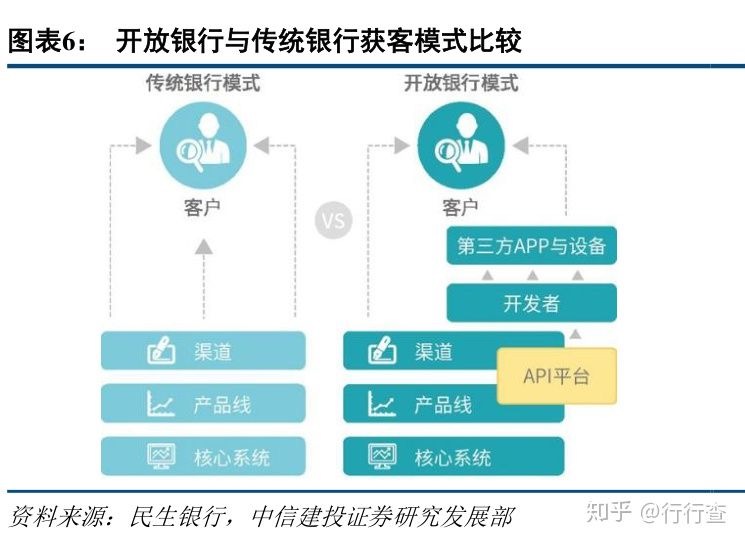 图表6： 开放银行与传统银行获客模式比较
传统银行模式
客户
渠道
产品线
核心系统
VS
开放银行模式
客户
第三方APP与设备
开发者
API平台
渠道
产品线
核心系统
资料来源：民生银行，中信建投证券研究发展部
知乎 @行行查